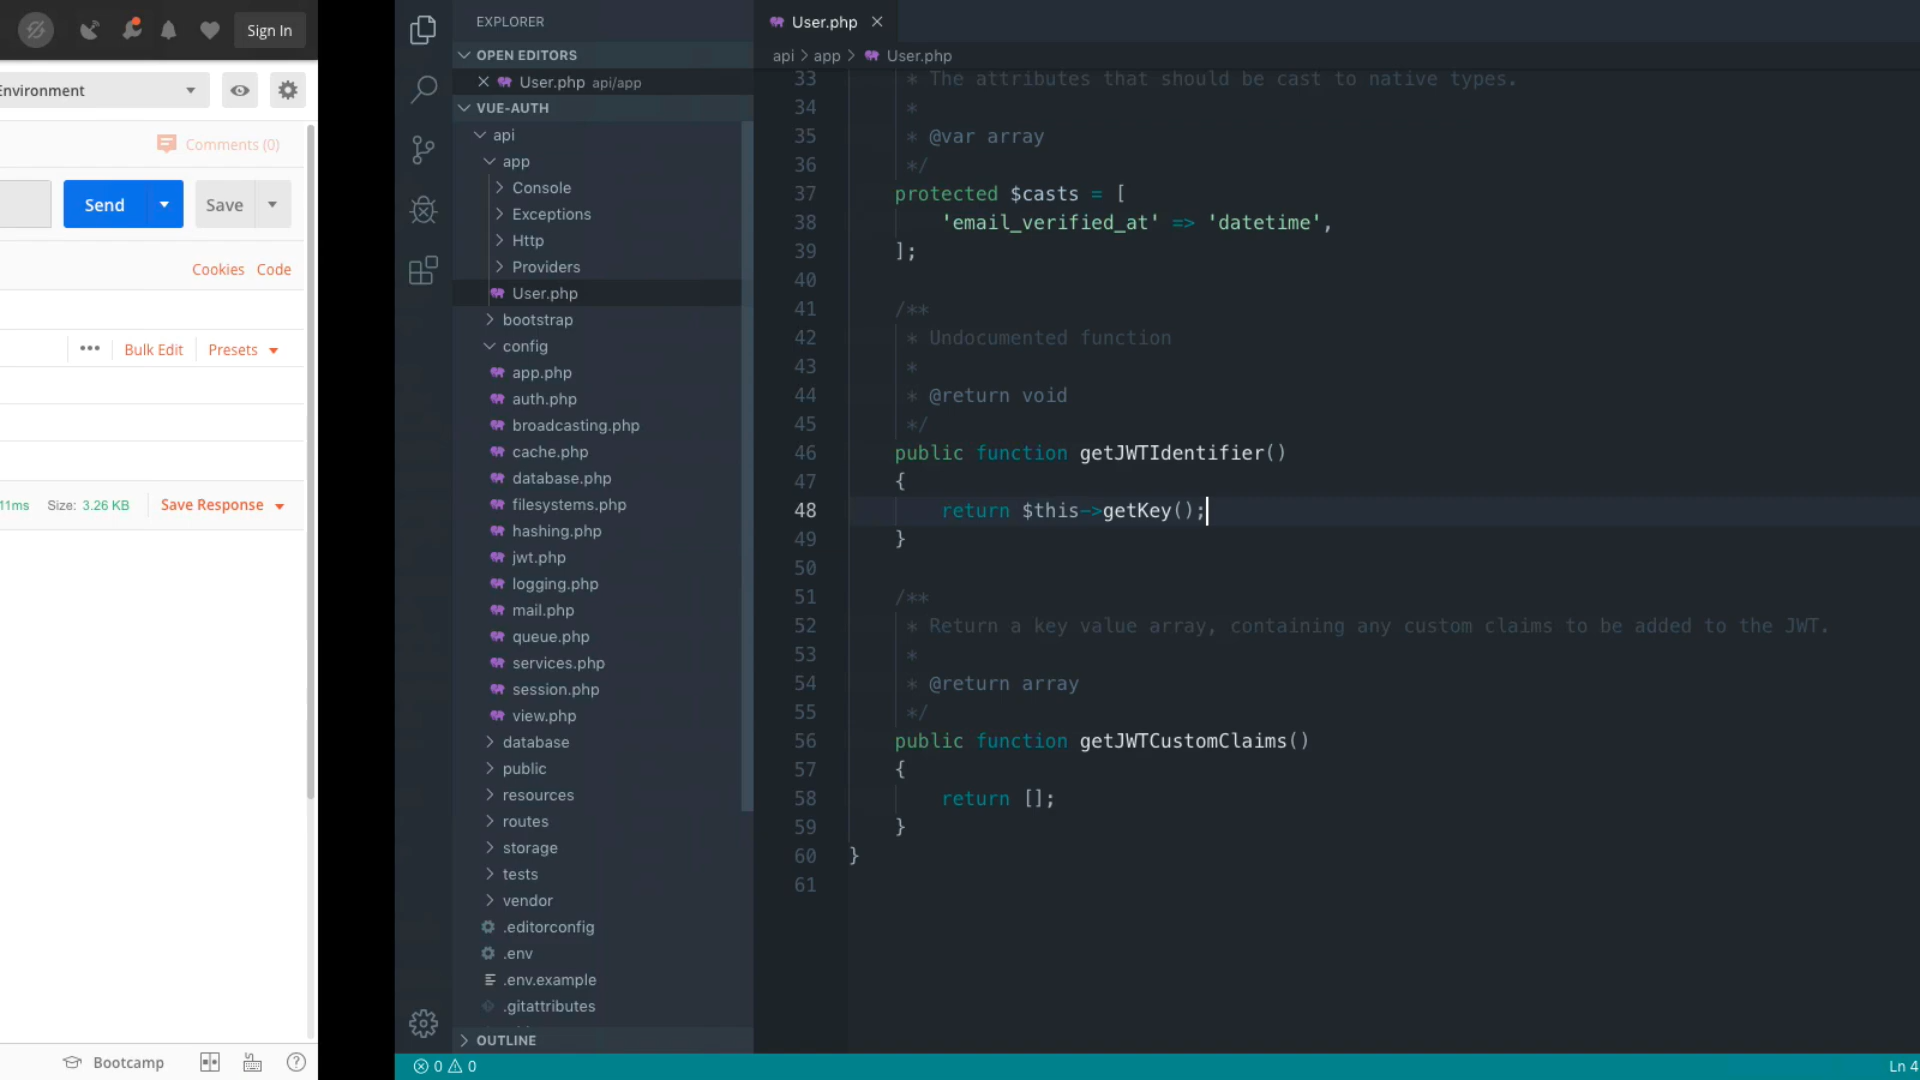 Sign In
Environment
Comments (0)
Send
Save
Cookies Code
••• Bulk Edit Presets
11ms Size: 3.26 KB Save Response
Bootcamp
EXPLORER
OPEN EDITORS
User.php api/app
VUE-AUTH
api
app
Console
Exceptions
Http
Providers
User.php
bootstrap
config
app.php
auth.php
broadcasting.php
cache.php
database.php
filesystems.php
hashing.php
jwt.php
logging.php
mail.php
queue.php
services.php
session.php
view.php
database
public
resources
routes
storage
tests
vendor
.editorconfig
.env
.env.example
.gitattributes
OUTLINE
User.php
api > app > User.php
33 * The attributes that should be cast to native types.
34 *
35 * @var array
36 */
37 protected $casts = [
38 'email_verified_at' => 'datetime',
39 ];
40
41 /**
42 * Undocumented function
43 *
44 * @return void
45 */
46 public function getJWTIdentifier()
47 {
48 return $this->getKey();
49 }
50
51 /**
52 * Return a key value array, containing any custom claims to be added to the JWT.
53 *
54 * @return array
55 */
56 public function getJWTCustomClaims()
57 {
58 return [];
59 }
60 }
61
0 0
Ln 4